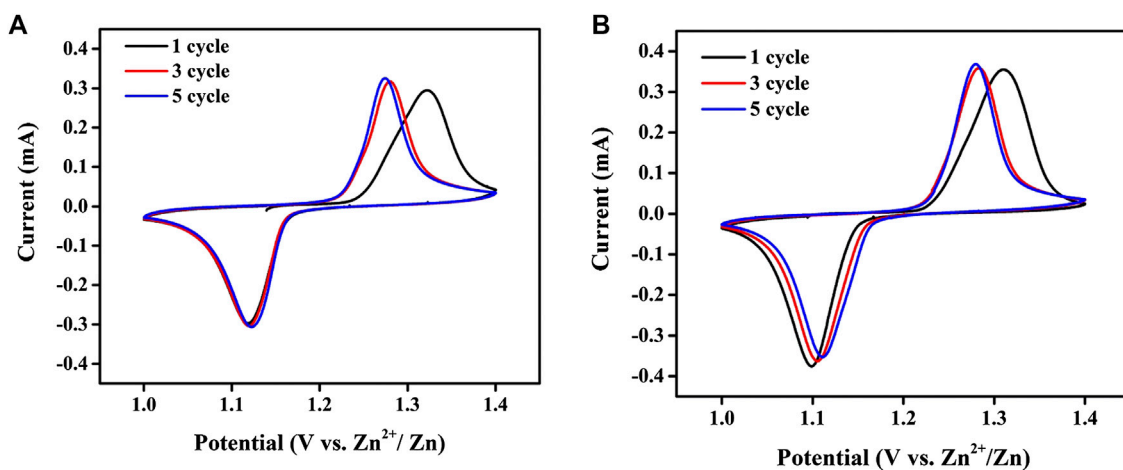 A
1 cycle
3 cycle
5 cycle
0.4
0.3
0.2
0.1
0.0
-0.1
-0.2
-0.3
-0.4
Current (mA)
1.0 1.1 1.2 1.3 1.4
Potential (V vs. Zn²⁺/ Zn)
B
1 cycle
3 cycle
5 cycle
0.4
0.3
0.2
0.1
0.0
-0.1
-0.2
-0.3
-0.4
Current (mA)
1.0 1.1 1.2 1.3 1.4
Potential (V vs. Zn²⁺/Zn)